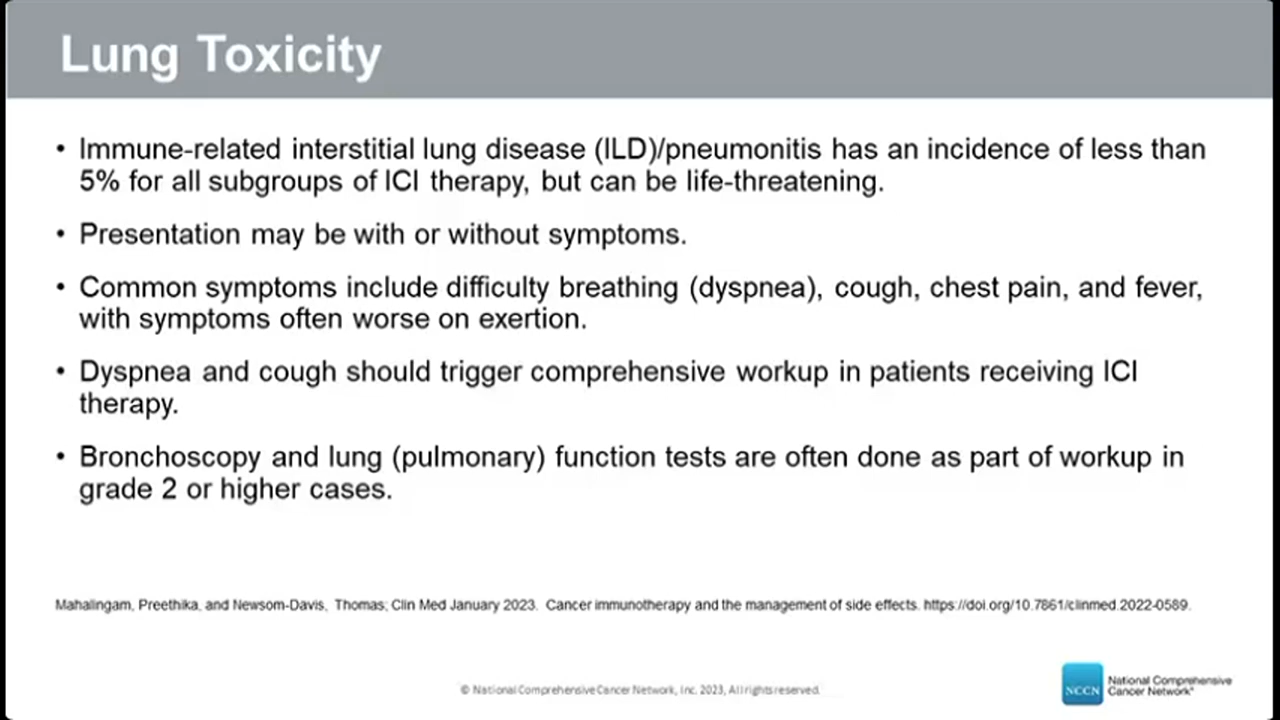 Lung Toxicity
• Immune-related interstitial lung disease (ILD)/pneumonitis has an incidence of less than
5% for all subgroups of ICI therapy, but can be life-threatening.
• Presentation may be with or without symptoms.
• Common symptoms include difficulty breathing (dyspnea), cough, chest pain, and fever,
with symptoms often worse on exertion.
• Dyspnea and cough should trigger comprehensive workup in patients receiving ICI
therapy.
• Bronchoscopy and lung (pulmonary) function tests are often done as part of workup in
grade 2 or higher cases.
Mahalingam, Preethika, and Newsom-Davis, Thomas; Clin Med January 2023. Cancer immunotherapy and the management of side effects. https://doi.org/10.7861/clinmed.2022-0589.
© National Comprehensive Cancer Network, Inc. 2023, All rights reserved.
NCCN
National Comprehensive
Cancer Network®